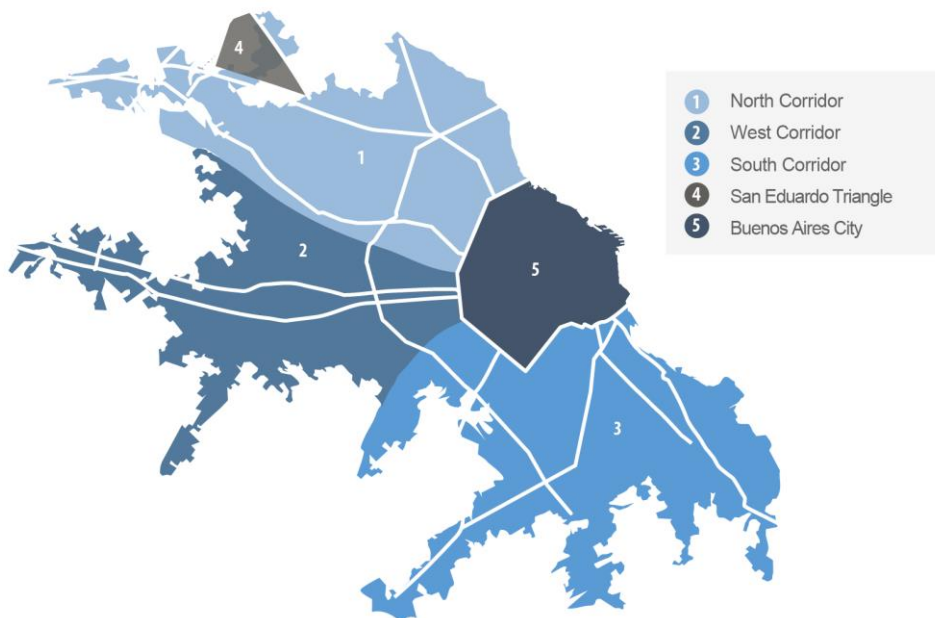 4
1
2
5
3
1 North Corridor
2 West Corridor
3 South Corridor
4 San Eduardo Triangle
5 Buenos Aires City